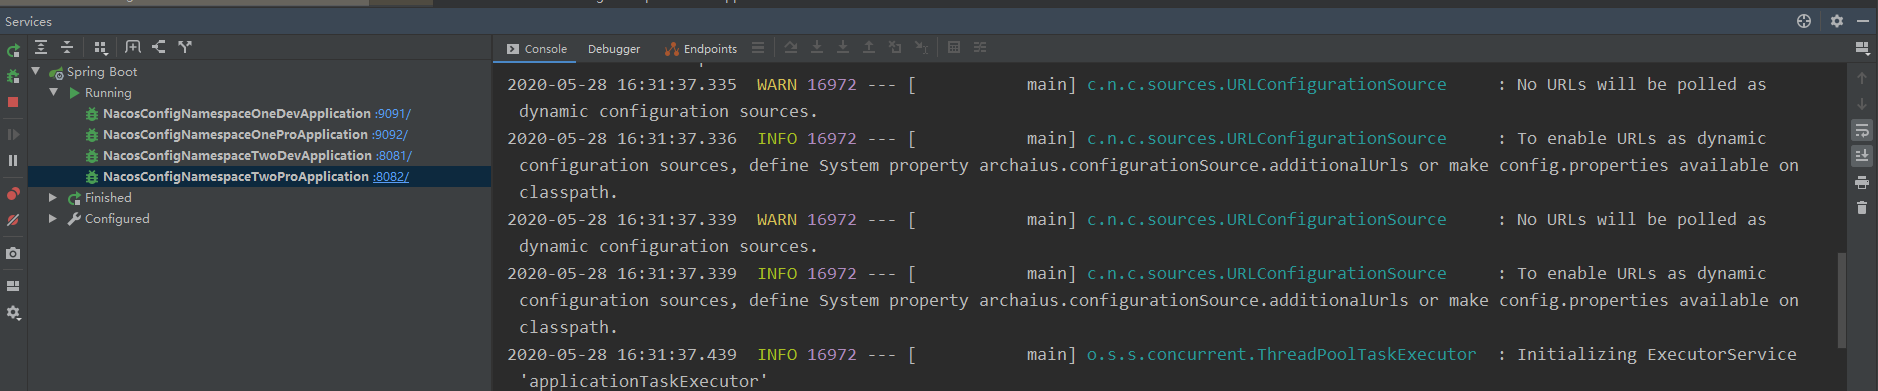 Services
Spring Boot
Running
NacosConfigNamespaceOneDevApplication :9091/
NacosConfigNamespaceOneProApplication :9092/
NacosConfigNamespaceTwoDevApplication :8081/
NacosConfigNamespaceTwoProApplication :8082/
Finished
Configured
Console Debugger Endpoints
2020-05-28 16:31:37.335  WARN 16972 --- [           main] c.n.c.sources.URLConfigurationSource     : No URLs will be polled as
dynamic configuration sources.
2020-05-28 16:31:37.336  INFO 16972 --- [           main] c.n.c.sources.URLConfigurationSource     : To enable URLs as dynamic
configuration sources, define System property archaius.configurationSource.additionalUrls or make config.properties available on
classpath.
2020-05-28 16:31:37.339  WARN 16972 --- [           main] c.n.c.sources.URLConfigurationSource     : No URLs will be polled as
dynamic configuration sources.
2020-05-28 16:31:37.339  INFO 16972 --- [           main] c.n.c.sources.URLConfigurationSource     : To enable URLs as dynamic
configuration sources, define System property archaius.configurationSource.additionalUrls or make config.properties available on
classpath.
2020-05-28 16:31:37.439  INFO 16972 --- [           main] o.s.s.concurrent.ThreadPoolTaskExecutor  : Initializing ExecutorService
'applicationTaskExecutor'